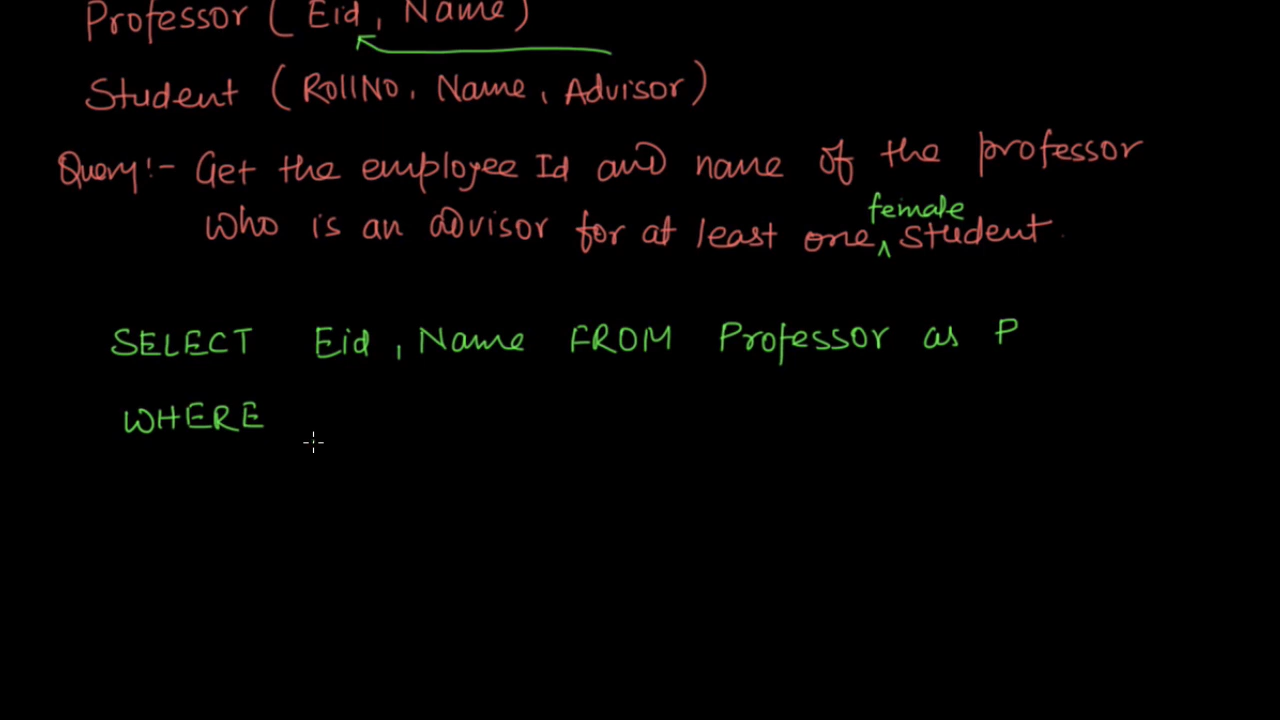 Professor ( Eid, Name )
Student ( RollNo, Name, Advisor )
Query:- Get the employee Id and name of the professor
who is an advisor for at least one female student
SELECT Eid, Name FROM Professor as P
WHERE